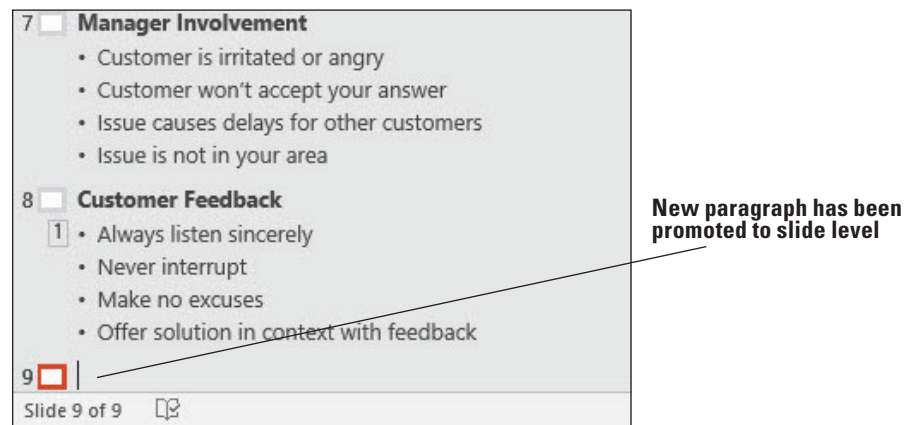 7 Manager Involvement
• Customer is irritated or angry
• Customer won't accept your answer
• Issue causes delays for other customers
• Issue is not in your area
8 Customer Feedback
1 • Always listen sincerely
• Never interrupt
• Make no excuses
• Offer solution in context with feedback
9
Slide 9 of 9
New paragraph has been
promoted to slide level